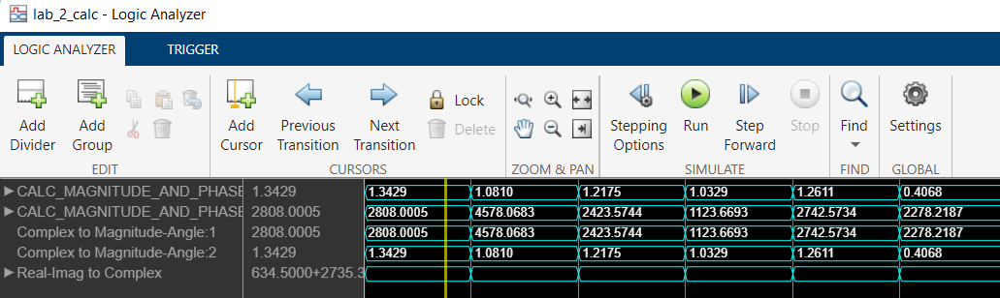 lab_2_calc - Logic Analyzer
LOGIC ANALYZER TRIGGER
Add Divider
Add Group
Add Cursor
Previous Transition
Next Transition
Lock
Delete
Stepping Options
Run
Step Forward
Stop
Find
Settings
EDIT CURSORS ZOOM & PAN SIMULATE FIND GLOBAL
CALC_MAGNITUDE_AND_PHASE 1.3429 1.3429 1.0810 1.2175 1.0329 1.2611 0.4068
CALC_MAGNITUDE_AND_PHASE 2808.0005 2808.0005 4578.0683 2423.5744 1123.6693 2742.5734 2278.2187
Complex to Magnitude-Angle:1 2808.0005 2808.0005 4578.0683 2423.5744 1123.6693 2742.5734 2278.2187
Complex to Magnitude-Angle:2 1.3429 1.3429 1.0810 1.2175 1.0329 1.2611 0.4068
Real-Imag to Complex 634.5000+2735.3